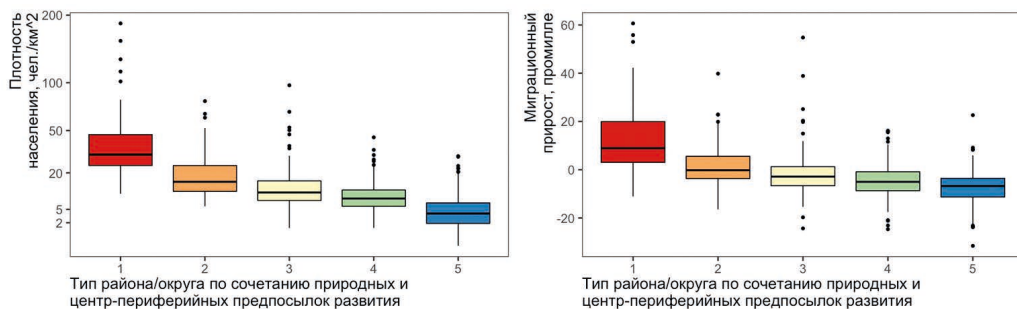 Плотность
населения, чел./км^2
200
100
50
20
5
2
1
2
3
4
5
Тип района/округа по сочетанию природных и
центр-периферийных предпосылок развития
Миграционный
прирост, промилле
60
40
20
0
-20
1
2
3
4
5
Тип района/округа по сочетанию природных и
центр-периферийных предпосылок развития